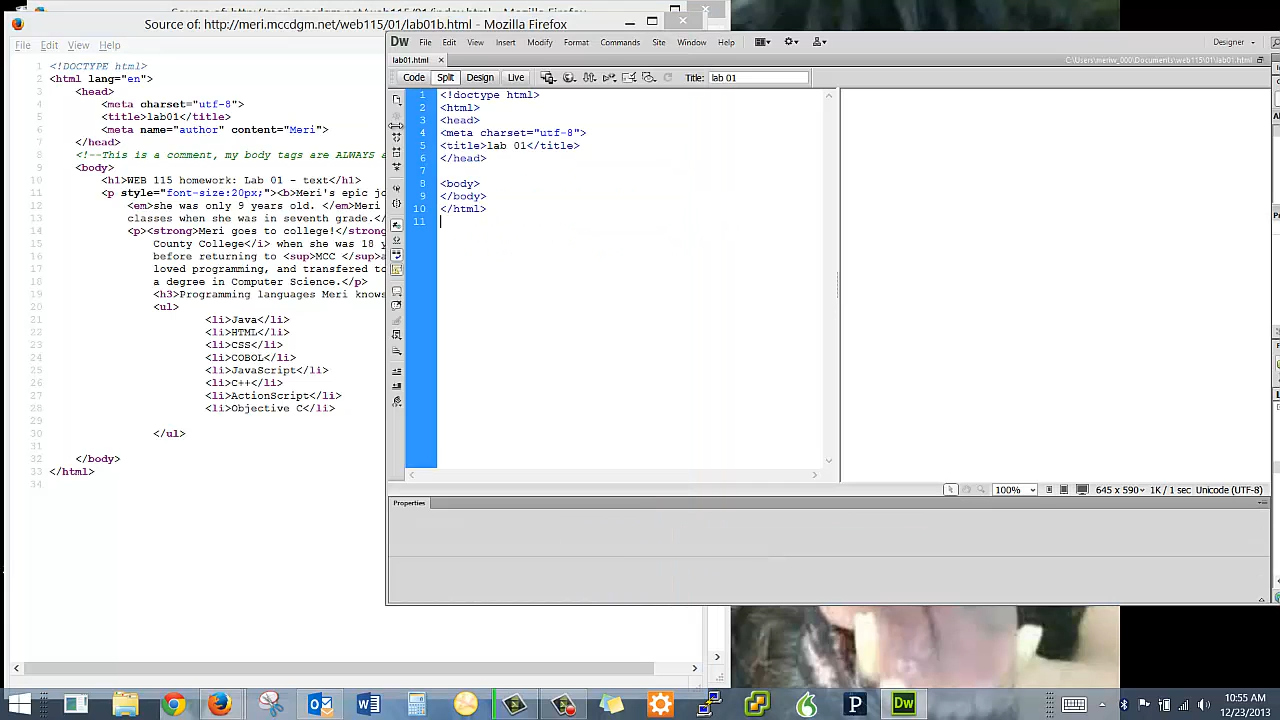 Source of: http://meri.mccdgm.net/web115/01/lab01b.html - Mozilla Firefox
File Edit View Help
1 <!DOCTYPE html>
2 <html lang="en">
3 <head>
4 <meta charset="utf-8">
5 <title>lab01</title>
6 <meta name="author" content="Meri">
7 </head>
8 <!--This is a comment, my body tags are ALWAYS
9 <body>
10 <h1>WEB 115 homework: Lab 01 - text</h1>
11 <p style="font-size:20px;"><b>Meri's epic
12 <em>she was only 9 years old. </em>Meri
13 classes when she was in seventh grade.</
14 <p><strong>Meri goes to college!</strong
15 County College</i> when she was 18
16 before returning to <sup>MCC </sup>
17 loved programming, and transfered to
18 a degree in Computer Science.</p>
19 <h3>Programming languages Meri knows
20 <ul>
21 <li>Java</li>
22 <li>HTML</li>
23 <li>CSS</li>
24 <li>COBOL</li>
25 <li>JavaScript</li>
26 <li>C++</li>
27 <li>ActionScript</li>
28 <li>Objective C</li>
29
30 </ul>
31
32 </body>
33 </html>
34
Dw File Edit View Insert Modify Format Commands Site Window Help Designer
lab01.html
C:\Users\meriw_000\Documents\web115\01\lab01.html
Code Split Design Live Title: lab 01
1 <!doctype html>
2 <html>
3 <head>
4 <meta charset="utf-8">
5 <title>lab 01</title>
6 </head>
7
8 <body>
9 </body>
10 </html>
11
100% 645 x 590 1K / 1 sec Unicode (UTF-8)
Properties
P Dw
10:55 AM
12/23/2013